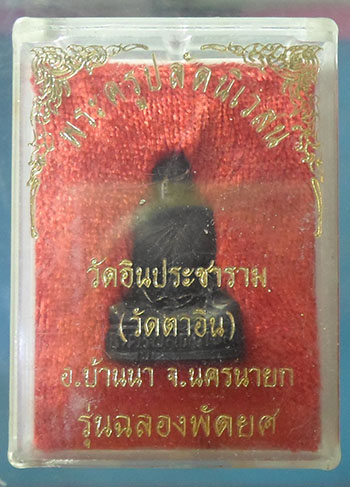 พระครูปลัดนิเวสน์
วัดอินประชาราม
(วัดตาอิน)
อ.บ้านนา จ.นครนายก
รุ่นฉลองพัดยศ